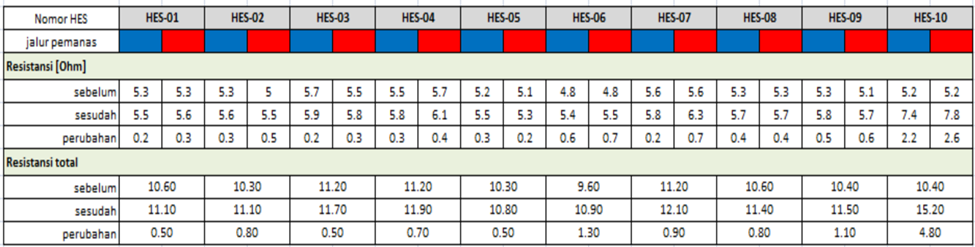 Nomor HES HES-01 HES-02 HES-03 HES-04 HES-05 HES-06 HES-07 HES-08 HES-09 HES-10
jalur pemanas
Resistansi [Ohm]
sebelum 5.3 5.3 5.3 5 5.7 5.5 5.5 5.7 5.2 5.1 4.8 4.8 5.6 5.6 5.3 5.3 5.3 5.1 5.2 5.2
sesudah 5.5 5.6 5.6 5.5 5.9 5.8 5.8 6.1 5.5 5.3 5.4 5.5 5.8 6.3 5.7 5.7 5.8 5.7 7.4 7.8
perubahan 0.2 0.3 0.3 0.5 0.2 0.3 0.3 0.4 0.3 0.2 0.6 0.7 0.2 0.7 0.4 0.4 0.5 0.6 2.2 2.6
Resistansi total
sebelum 10.60 10.30 11.20 11.20 10.30 9.60 11.20 10.60 10.40 10.40
sesudah 11.10 11.10 11.70 11.90 10.80 10.90 12.10 11.40 11.50 15.20
perubahan 0.50 0.80 0.50 0.70 0.50 1.30 0.90 0.80 1.10 4.80